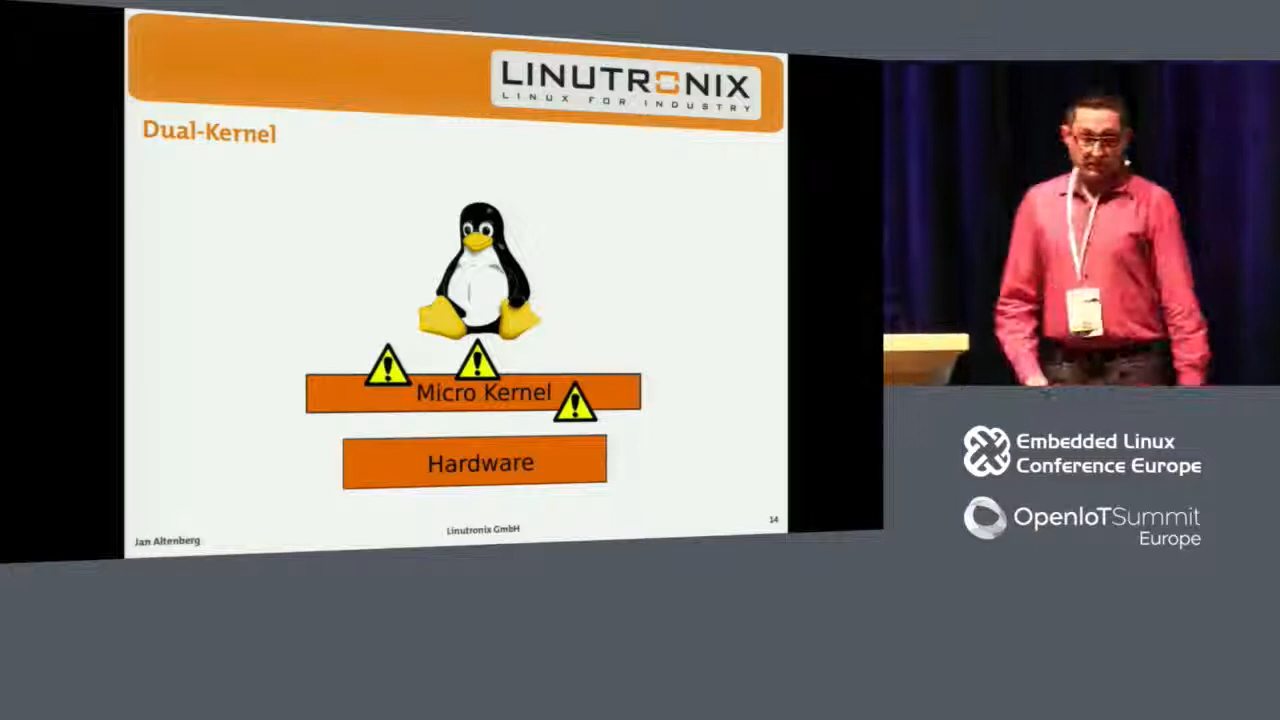 LINUTRONIX
LINUX FOR INDUSTRY
Dual-Kernel
Micro Kernel
Hardware
Jan Altenberg
Linutronix GmbH
14
Embedded Linux
Conference Europe
OpenIoTSummit
Europe